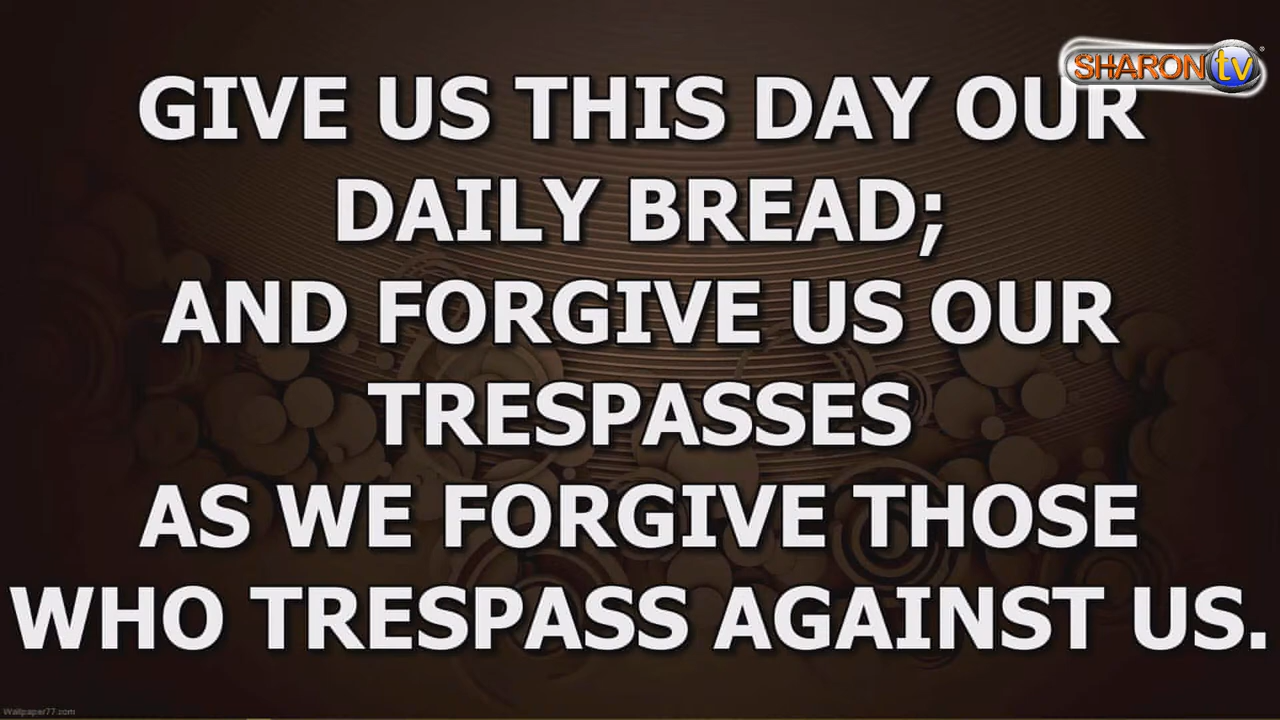 SHARON tv
GIVE US THIS DAY OUR
DAILY BREAD;
AND FORGIVE US OUR
TRESPASSES
AS WE FORGIVE THOSE
WHO TRESPASS AGAINST US.
Wallpaper77.com